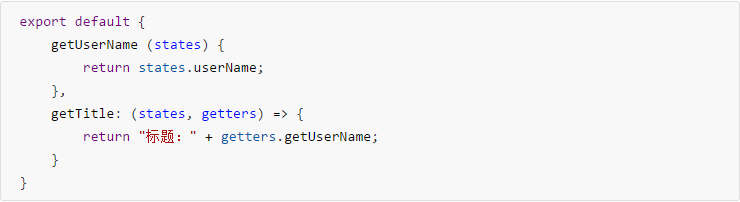 export default {
    getUserName (states) {
        return states.userName;
    },
    getTitle: (states, getters) => {
        return "标题：" + getters.getUserName;
    }
}